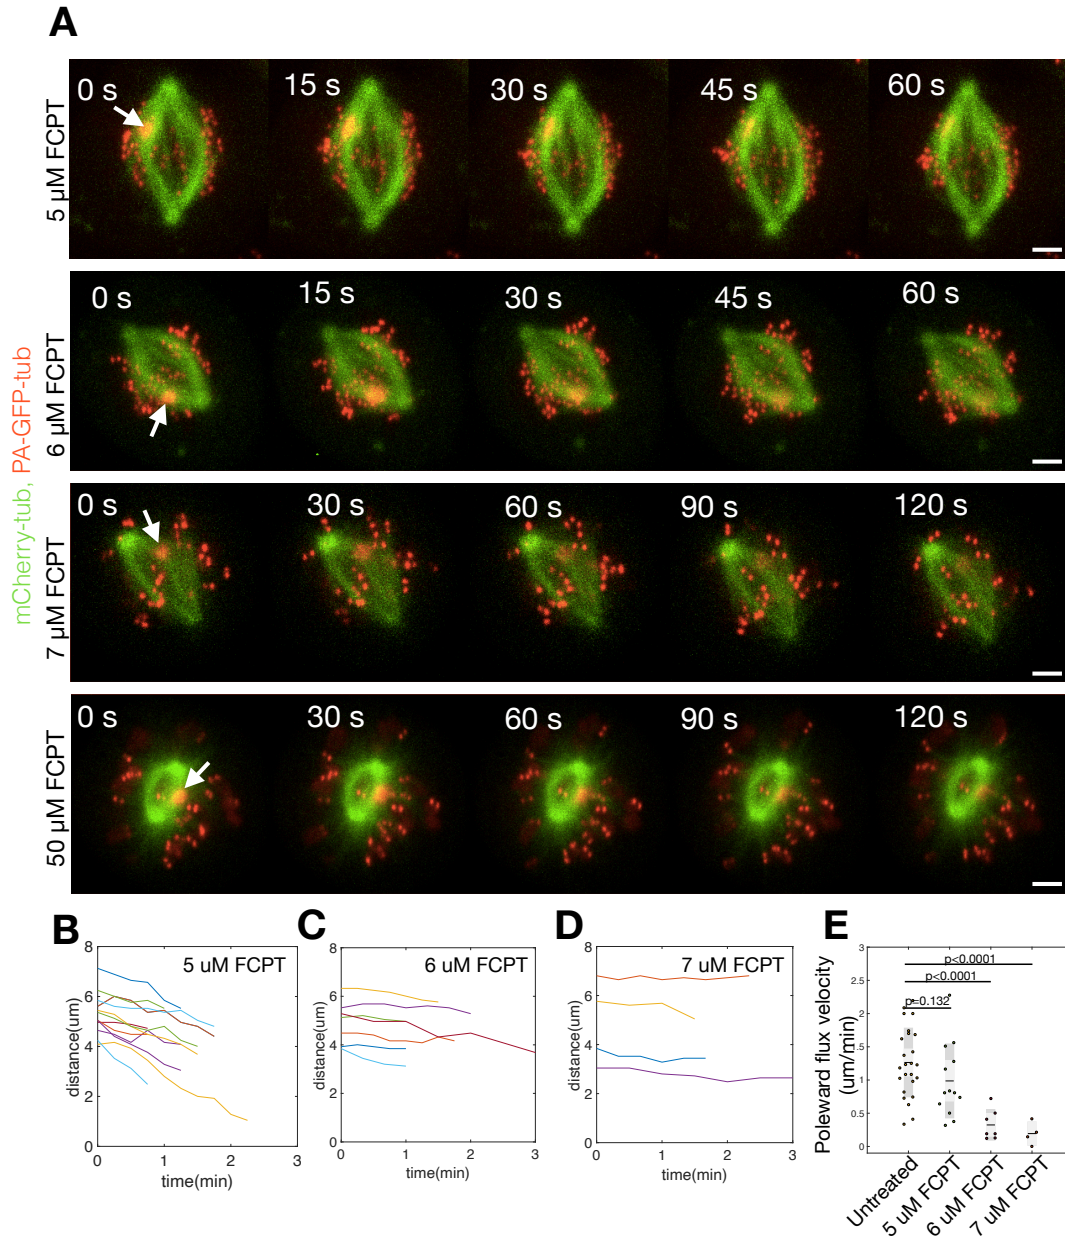 A
mCherry-tub, PA-GFP-tub
5 µM FCPT
0 s 15 s 30 s 45 s 60 s
6 µM FCPT
0 s 15 s 30 s 45 s 60 s
7 µM FCPT
0 s 30 s 60 s 90 s 120 s
50 µM FCPT
0 s 30 s 60 s 90 s 120 s
B
5 uM FCPT
distance(um)
8
6
4
2
0
0 1 2 3
time(min)
C
6 uM FCPT
distance(um)
8
6
4
2
0
0 1 2 3
time(min)
D
7 uM FCPT
distance(um)
8
6
4
2
0
0 1 2 3
time(min)
E
Poleward flux velocity
(um/min)
3
2.5
2
1.5
1
0.5
0
p<0.0001
p<0.0001
p=0.132
Untreated
5 uM FCPT
6 uM FCPT
7 uM FCPT